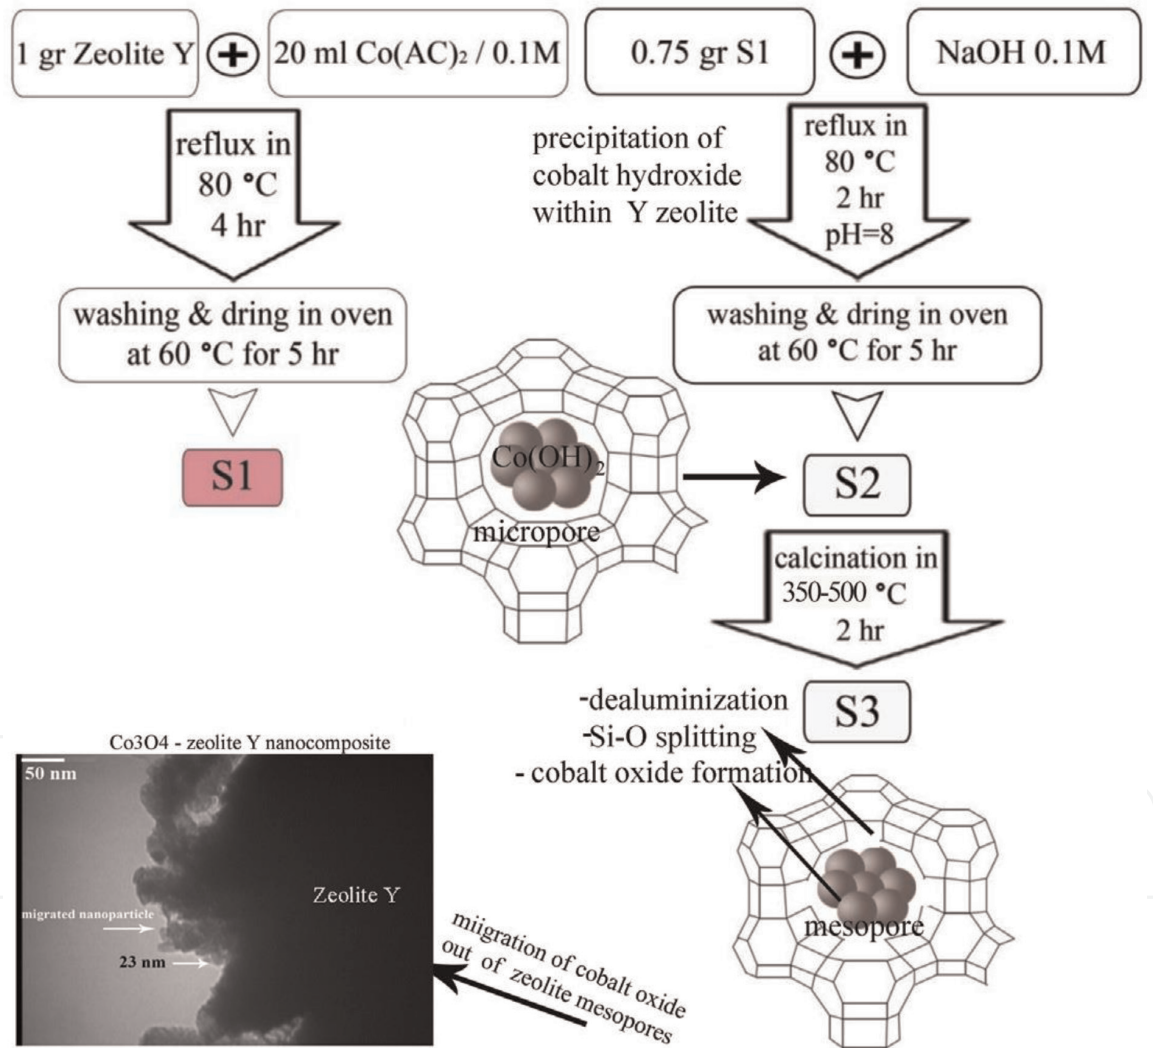 1 gr Zeolite Y
+
20 ml Co(AC)₂ / 0.1M
reflux in
80 °C
4 hr
washing & dring in oven
at 60 °C for 5 hr
S1
0.75 gr S1
+
NaOH 0.1M
precipitation of
cobalt hydroxide
within Y zeolite
reflux in
80 °C
2 hr
pH=8
washing & dring in oven
at 60 °C for 5 hr
Co(OH)₂
micropore
S2
calcination in
350-500 °C
2 hr
S3
-dealuminization
-Si-O splitting
- cobalt oxide formation
mesopore
miigration of cobalt oxide
out of zeolite mesopores
Co3O4 - zeolite Y nanocomposite
50 nm
Zeolite Y
migrated nanoparticle
23 nm